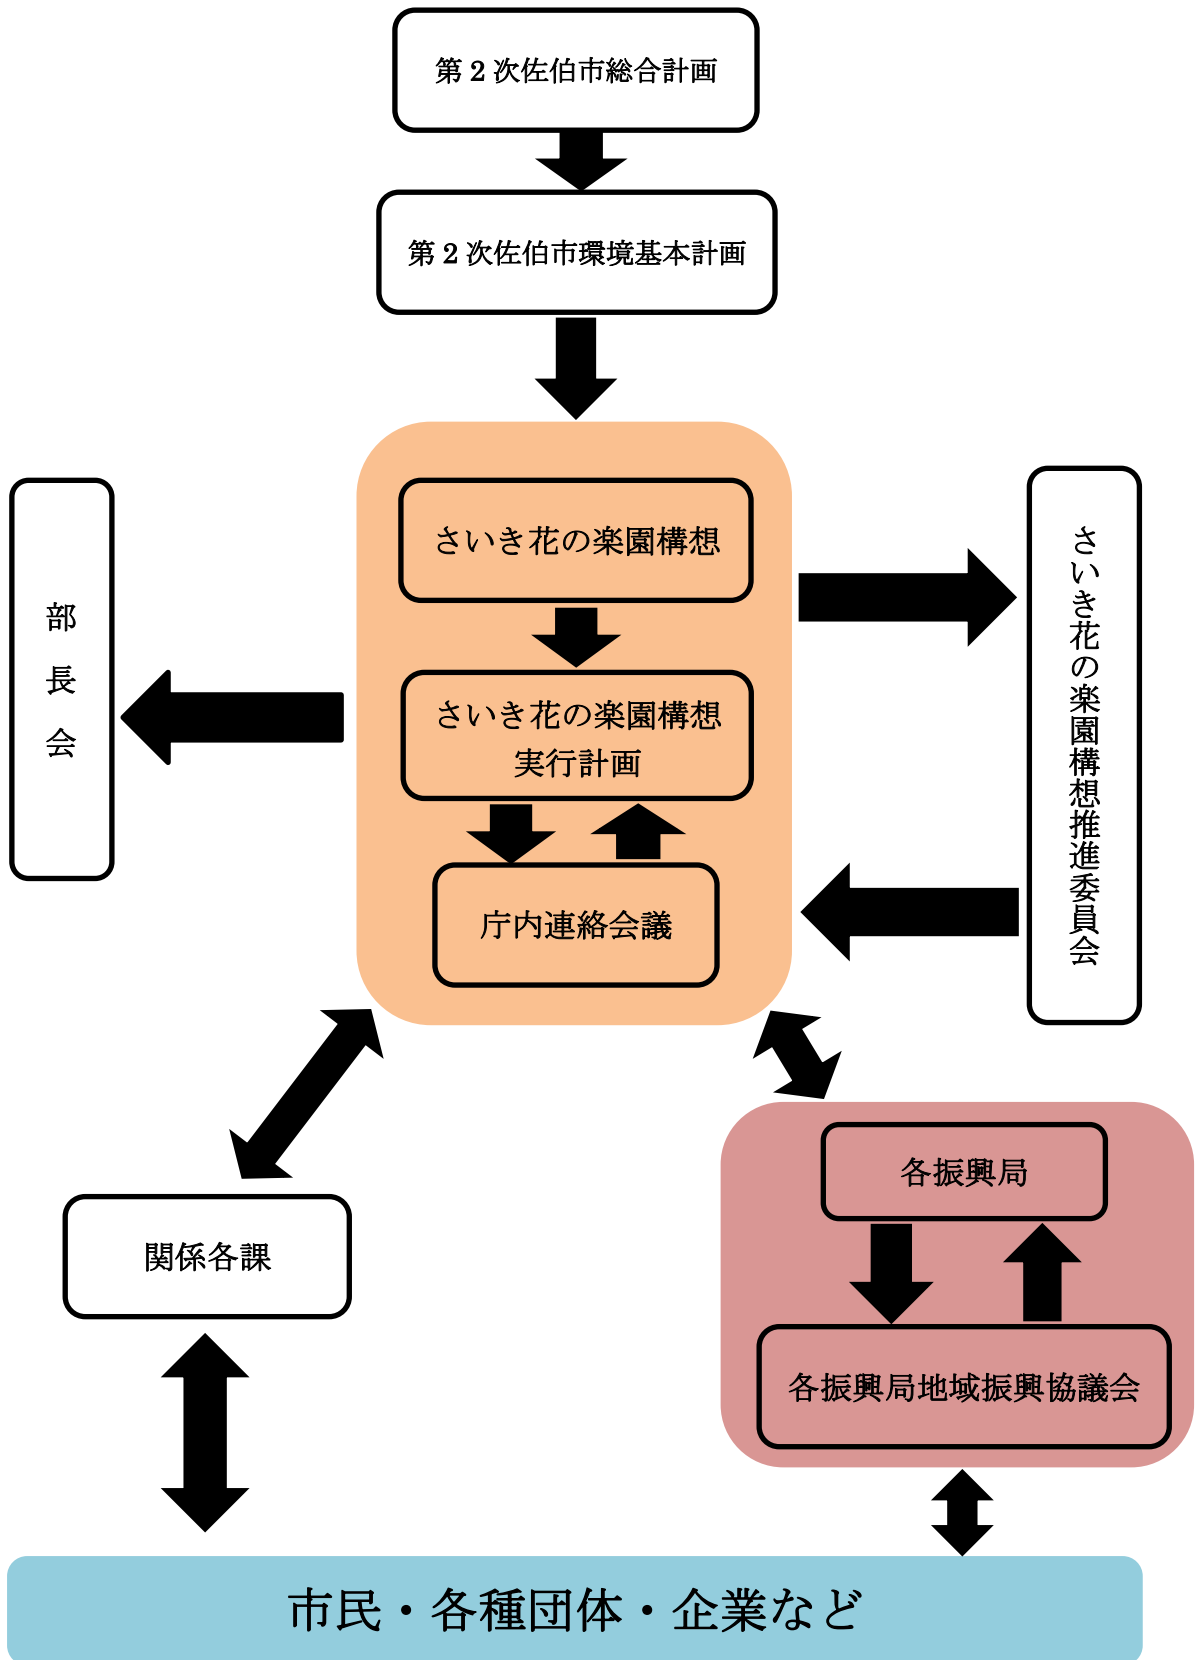 第２次佐伯市総合計画
第２次佐伯市環境基本計画
さいき花の楽園構想
さいき花の楽園構想
実行計画
庁内連絡会議
部長会
さいき花の楽園構想推進委員会
関係各課
各振興局
各振興局地域振興協議会
市民・各種団体・企業など